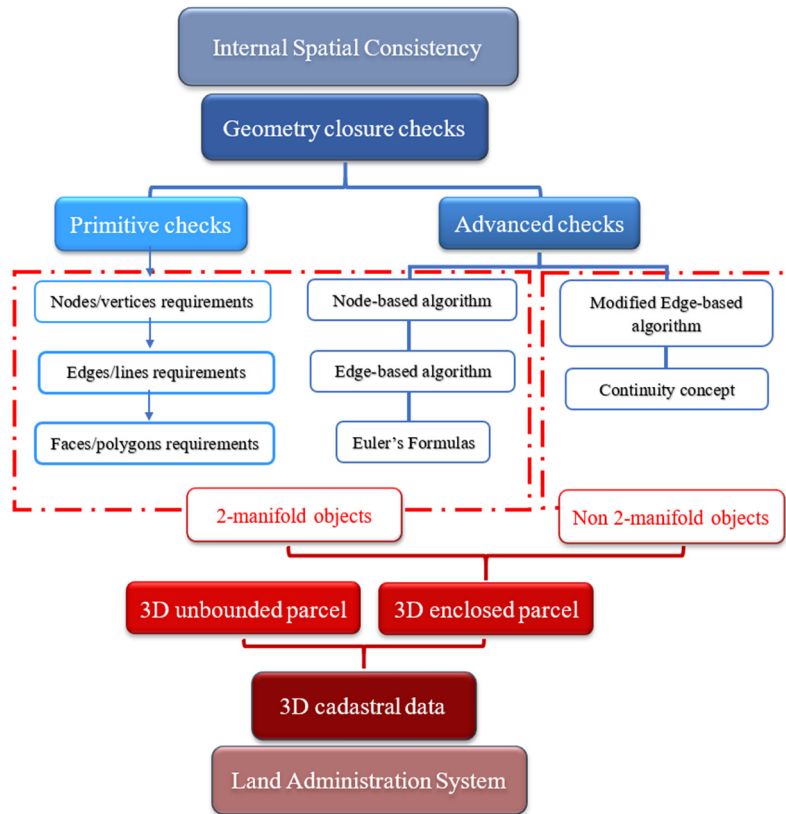 Internal Spatial Consistency
Geometry closure checks
Primitive checks
Advanced checks
Nodes/vertices requirements
Edges/lines requirements
Faces/polygons requirements
Node-based algorithm
Edge-based algorithm
Euler's Formulas
Modified Edge-based
algorithm
Continuity concept
2-manifold objects
Non 2-manifold objects
3D unbounded parcel
3D enclosed parcel
3D cadastral data
Land Administration System